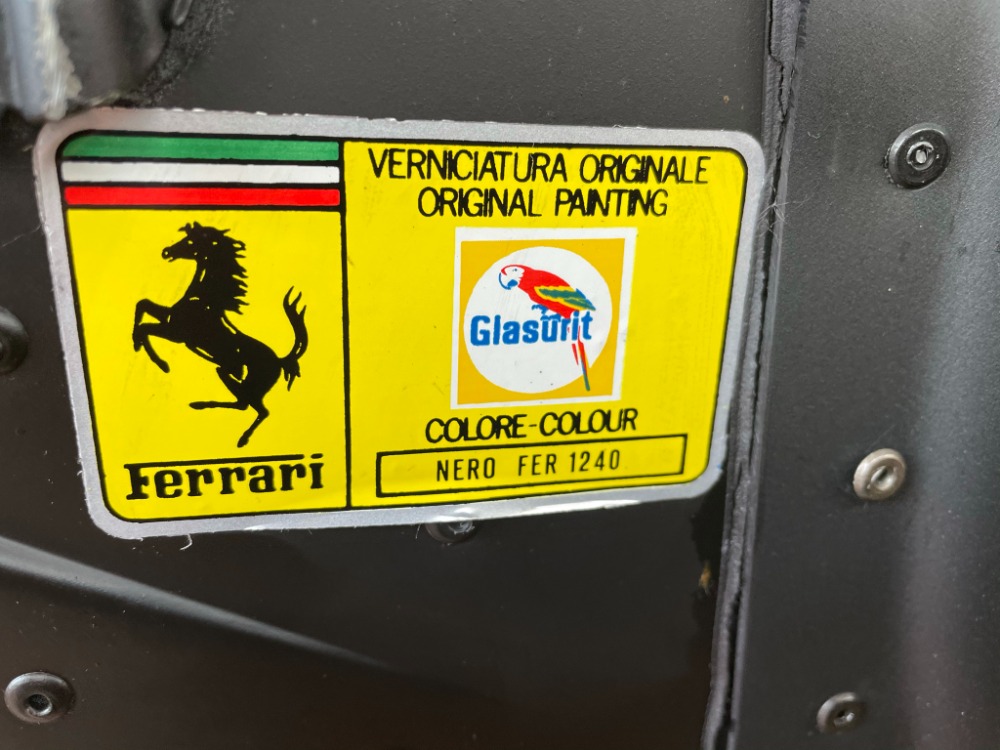 VERNICIATURA ORIGINALE
ORIGINAL PAINTING
Glasurit
COLORE-COLOUR
NERO FER 1240
Ferrari